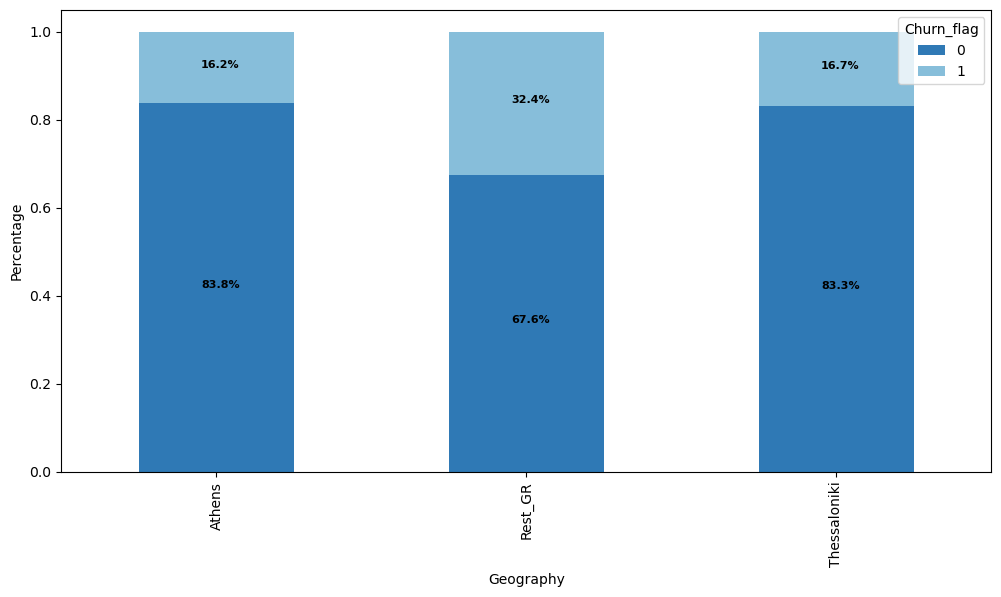 Churn_flag
0
1
Percentage
1.0
0.8
0.6
0.4
0.2
0.0
16.2%
32.4%
16.7%
83.8%
67.6%
83.3%
Athens
Rest_GR
Thessaloniki
Geography